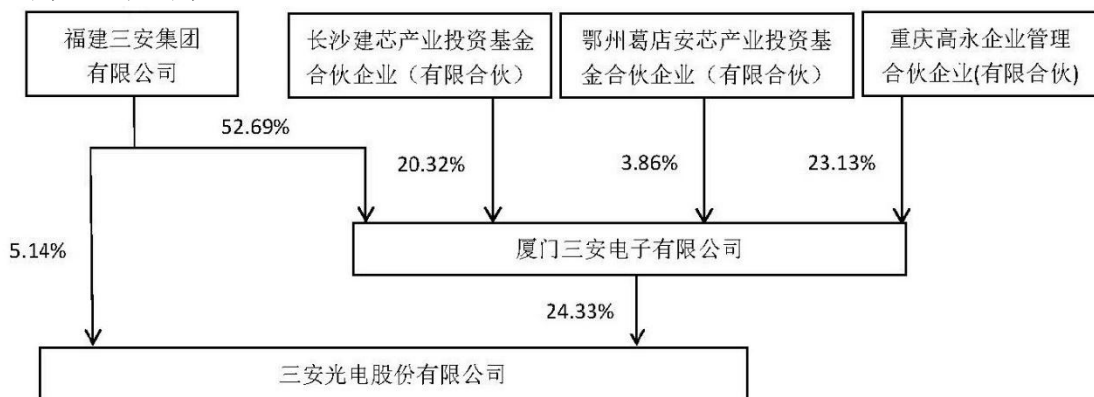 福建三安集团
有限公司
长沙建芯产业投资基金
合伙企业（有限合伙）
鄂州葛店安芯产业投资基
金合伙企业（有限合伙）
重庆高永企业管理
合伙企业(有限合伙)
52.69%
20.32%
3.86%
23.13%
5.14%
厦门三安电子有限公司
24.33%
三安光电股份有限公司